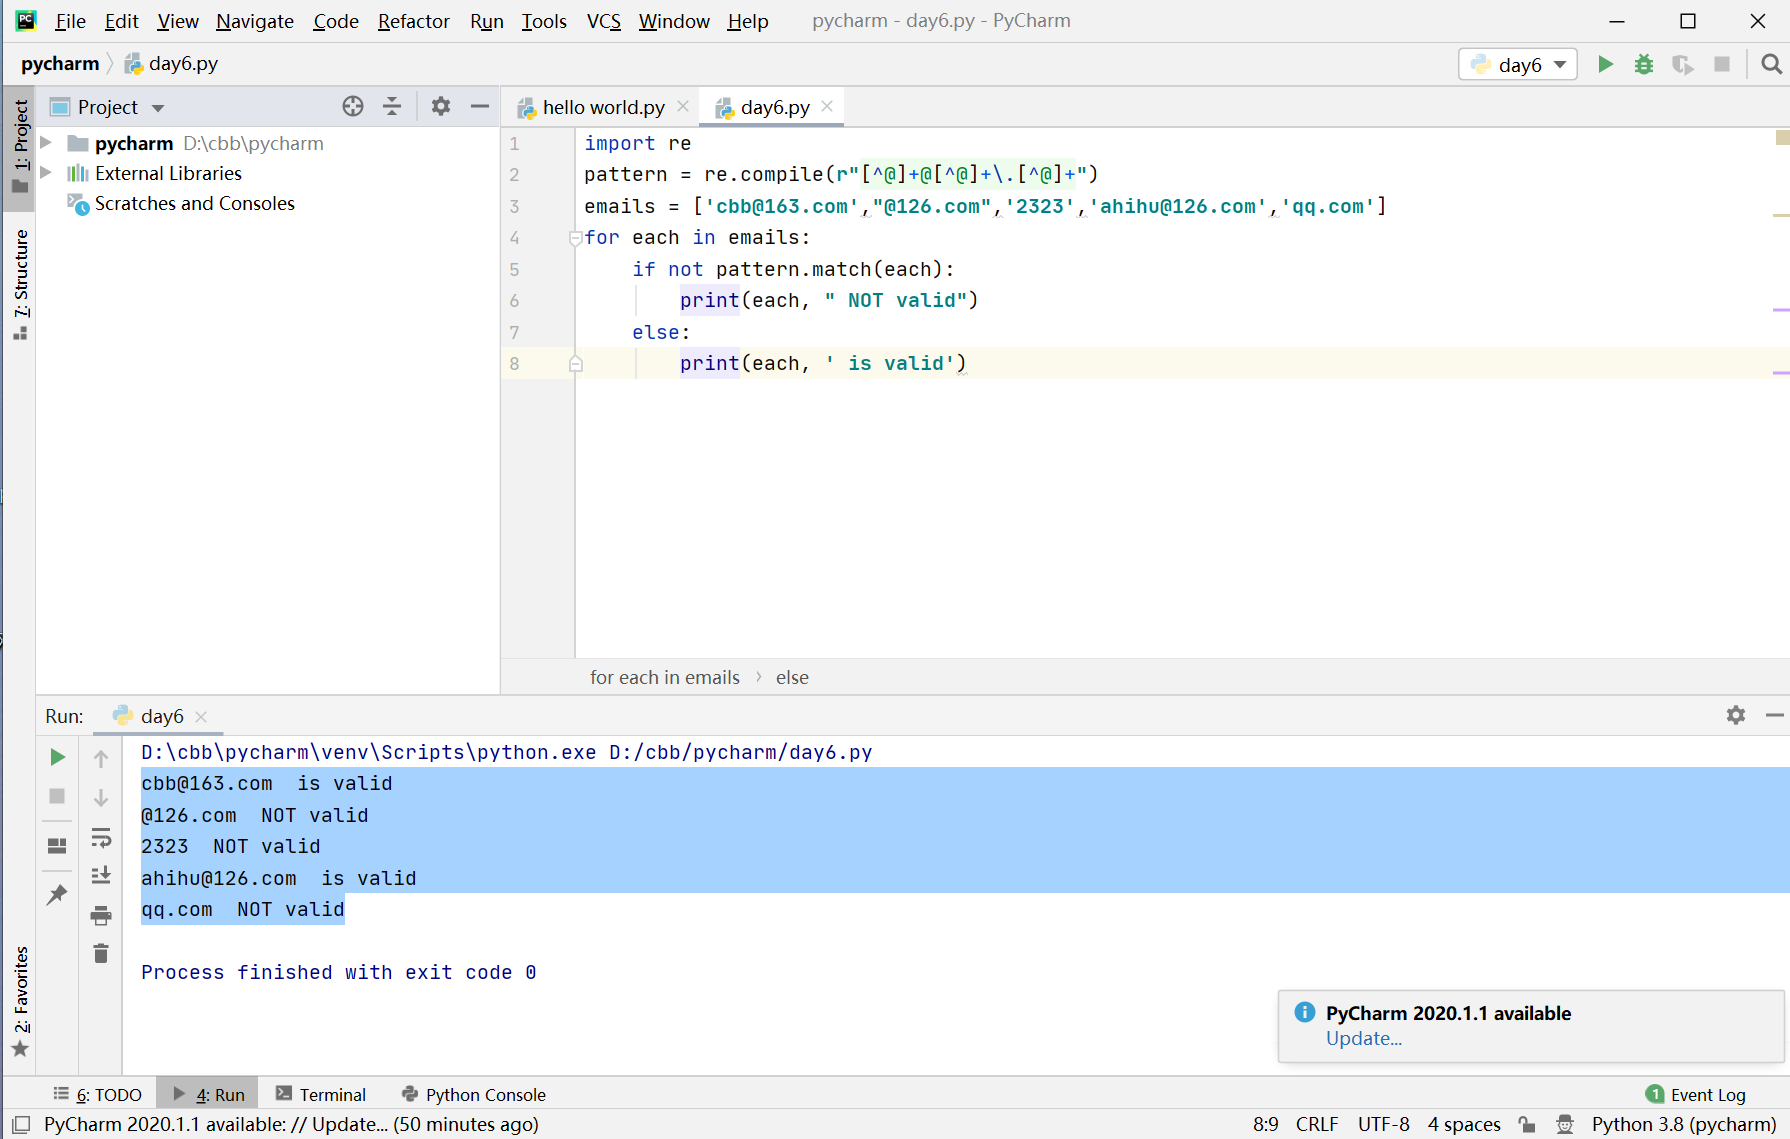 File Edit View Navigate Code Refactor Run Tools VCS Window Help pycharm - day6.py - PyCharm
pycharm day6.py day6
1: Project
Project
hello world.py day6.py
pycharm D:\cbb\pycharm
External Libraries
Scratches and Consoles
7: Structure
1 import re
2 pattern = re.compile(r"[^@]+@[^@]+\.[^@]+")
3 emails = ['cbb@163.com',"@126.com",'2323','ahihu@126.com','qq.com']
4 for each in emails:
5     if not pattern.match(each):
6         print(each, " NOT valid")
7     else:
8         print(each, ' is valid')
for each in emails › else
Run: day6
D:\cbb\pycharm\venv\Scripts\python.exe D:/cbb/pycharm/day6.py
cbb@163.com  is valid
@126.com  NOT valid
2323  NOT valid
ahihu@126.com  is valid
qq.com  NOT valid
Process finished with exit code 0
2: Favorites
PyCharm 2020.1.1 available
Update...
6: TODO 4: Run Terminal Python Console 1 Event Log
PyCharm 2020.1.1 available: // Update... (50 minutes ago) 8:9 CRLF UTF-8 4 spaces Python 3.8 (pycharm)